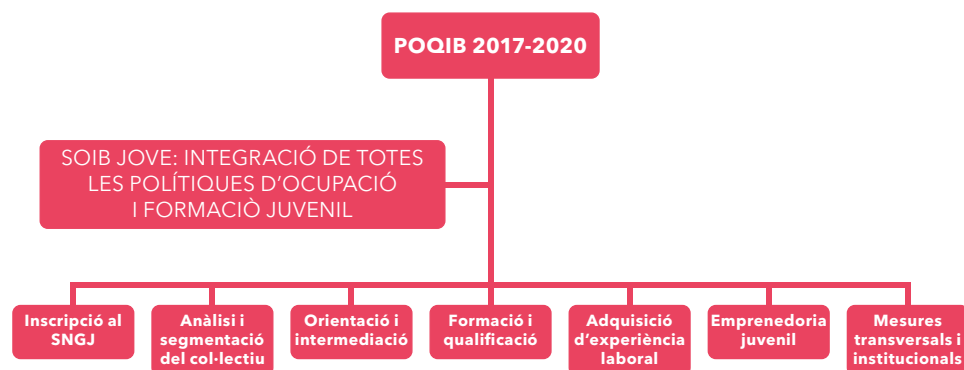 POQIB 2017-2020
SOIB JOVE: INTEGRACIÓ DE TOTES
LES POLÍTIQUES D'OCUPACIÓ
I FORMACIÒ JUVENIL
Inscripció al
SNGJ
Anàlisi i
segmentació
del col·lectiu
Orientació i
intermediació
Formació i
qualificació
Adquisició
d'experiència
laboral
Emprenedoria
juvenil
Mesures
transversals i
institucionals